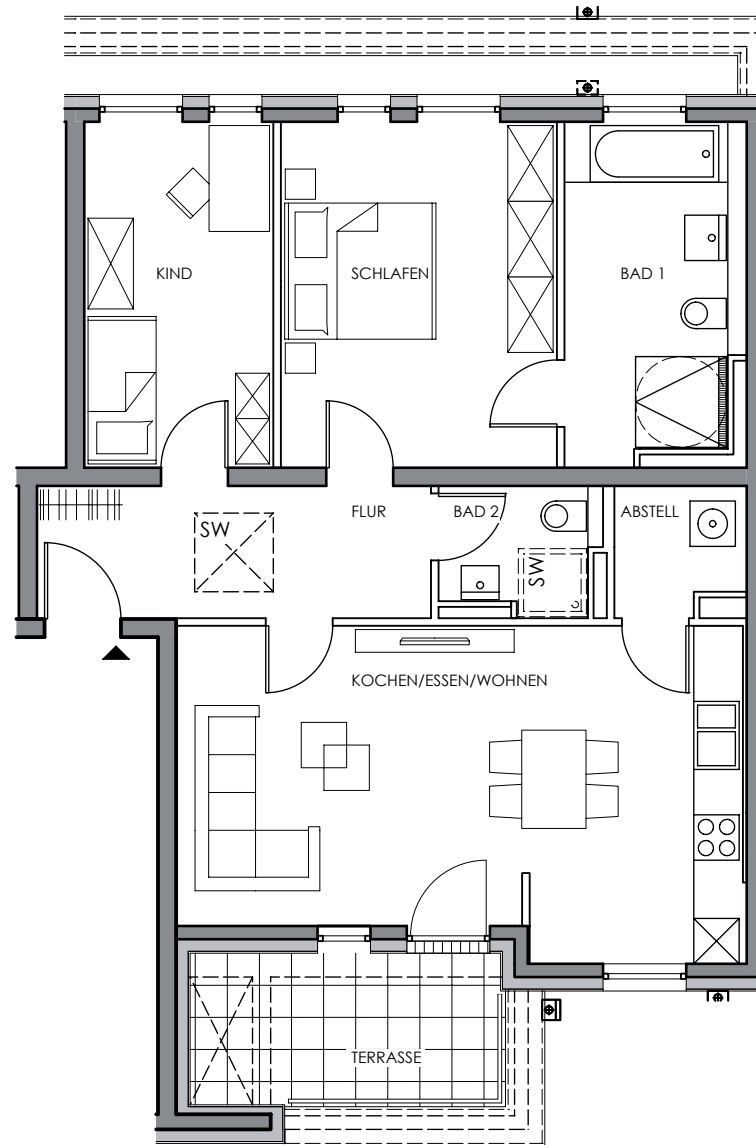 KIND
SCHLAFEN
BAD 1
SW
FLUR
BAD 2
ABSTELL
SW
KOCHEN/ESSEN/WOHNEN
TERRASSE